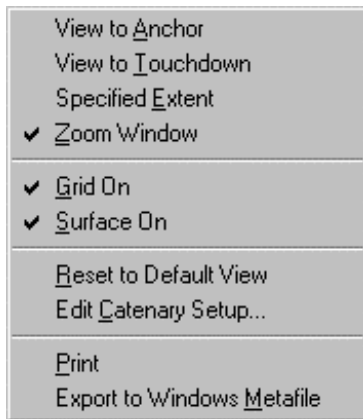 View to Anchor
View to Touchdown
Specified Extent
Zoom Window
Grid On
Surface On
Reset to Default View
Edit Catenary Setup...
Print
Export to Windows Metafile